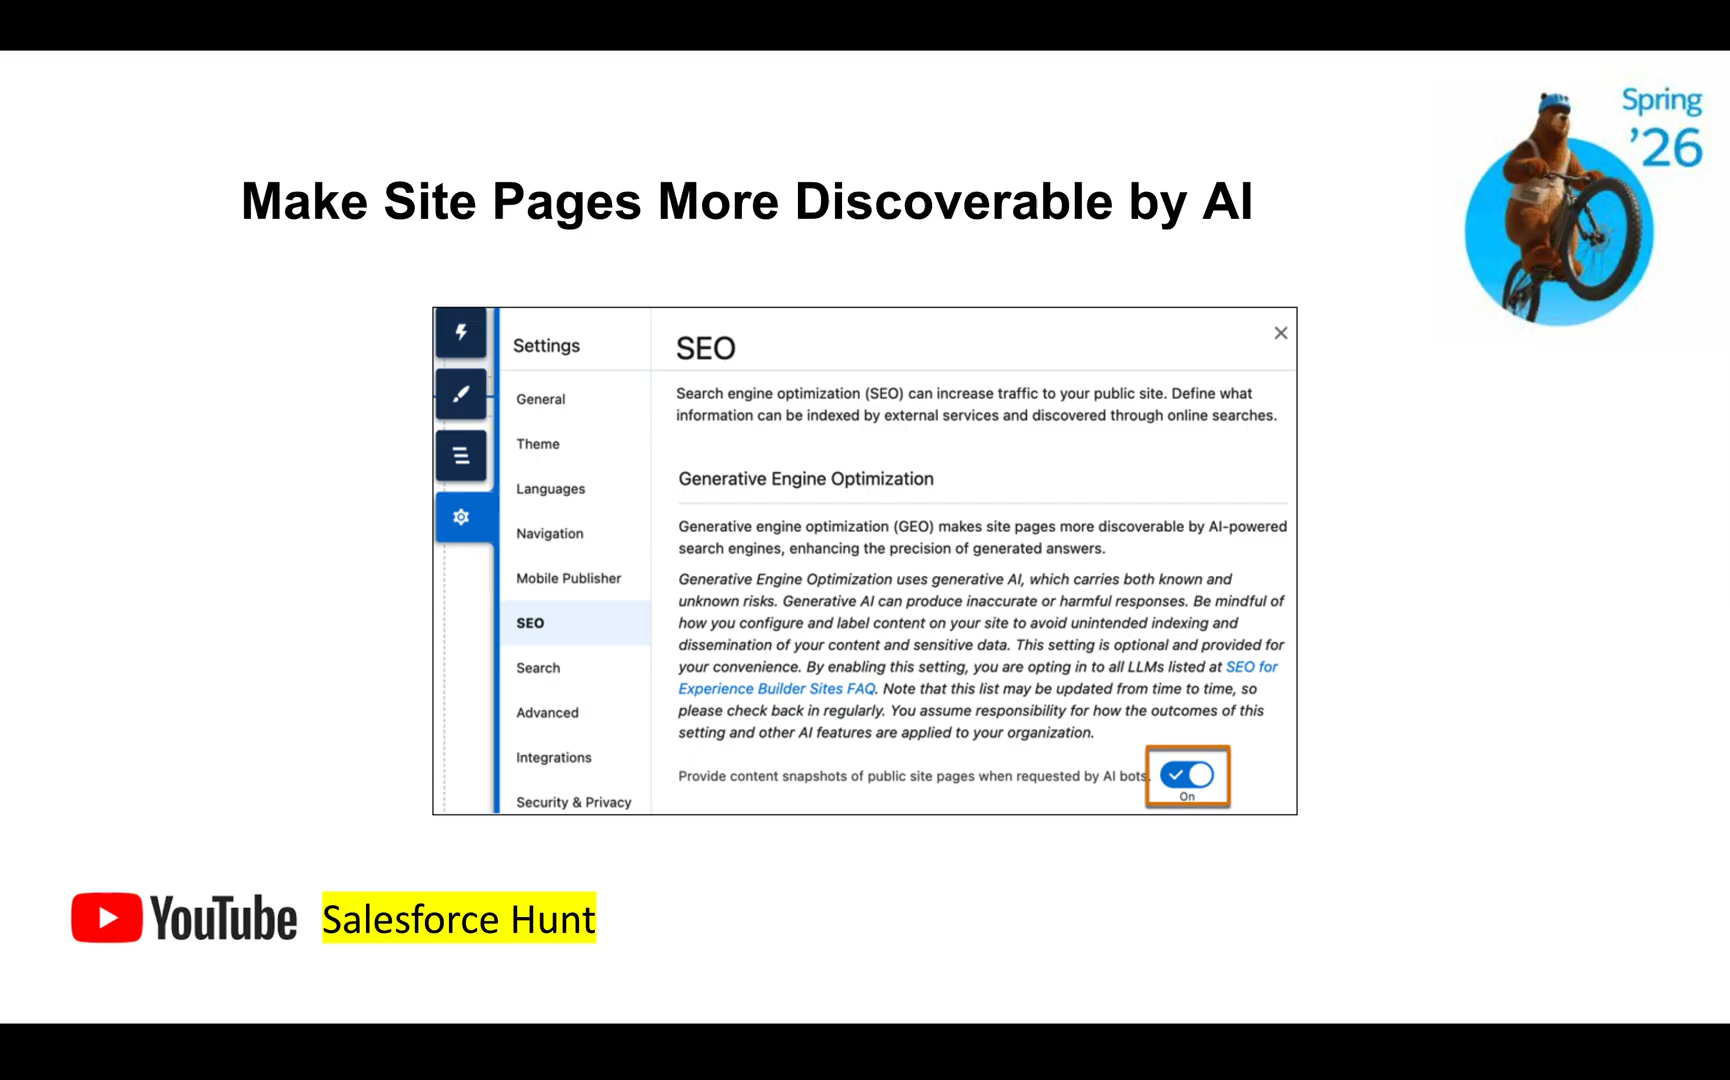 Spring
'26
Make Site Pages More Discoverable by AI
Settings
General
Theme
Languages
Navigation
Mobile Publisher
SEO
Search
Advanced
Integrations
Security & Privacy
SEO
Search engine optimization (SEO) can increase traffic to your public site. Define what
information can be indexed by external services and discovered through online searches.
Generative Engine Optimization
Generative engine optimization (GEO) makes site pages more discoverable by AI-powered
search engines, enhancing the precision of generated answers.
Generative Engine Optimization uses generative AI, which carries both known and
unknown risks. Generative AI can produce inaccurate or harmful responses. Be mindful of
how you configure and label content on your site to avoid unintended indexing and
dissemination of your content and sensitive data. This setting is optional and provided for
your convenience. By enabling this setting, you are opting in to all LLMs listed at SEO for
Experience Builder Sites FAQ. Note that this list may be updated from time to time, so
please check back in regularly. You assume responsibility for how the outcomes of this
setting and other AI features are applied to your organization.
Provide content snapshots of public site pages when requested by AI bots.
On
YouTube
Salesforce Hunt